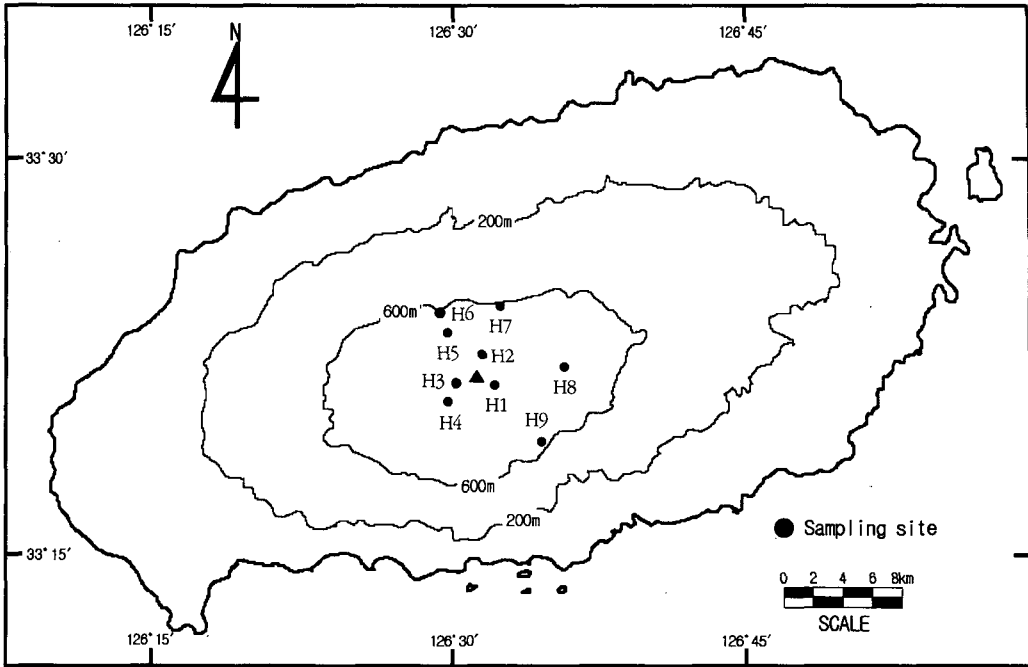 126° 15′ 126° 30′ 126° 45′
N
33° 30′
200m
600m
H6
H7
H5
H2
H3
H8
H1
H4
H9
600m
200m
Sampling site
33° 15′
0 2 4 6 8km
SCALE
126° 15′ 126° 30′ 126° 45′